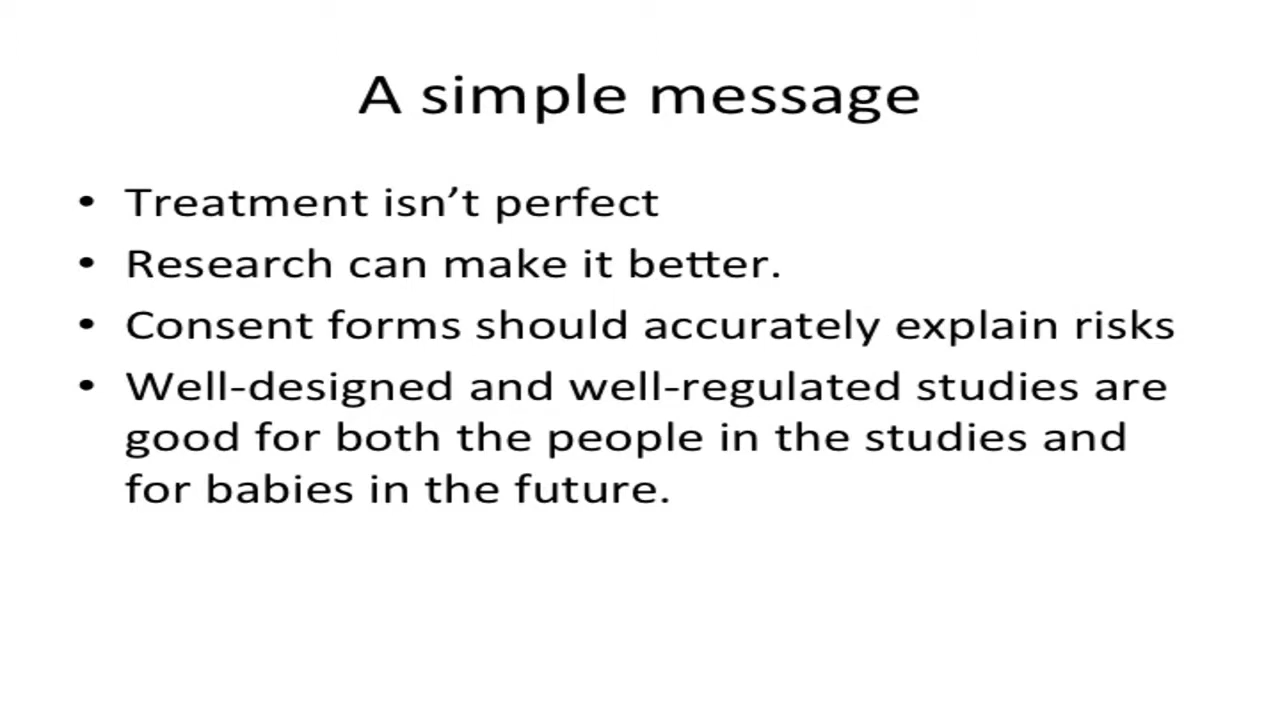 A simple message
• Treatment isn’t perfect
• Research can make it better.
• Consent forms should accurately explain risks
• Well-designed and well-regulated studies are
good for both the people in the studies and
for babies in the future.